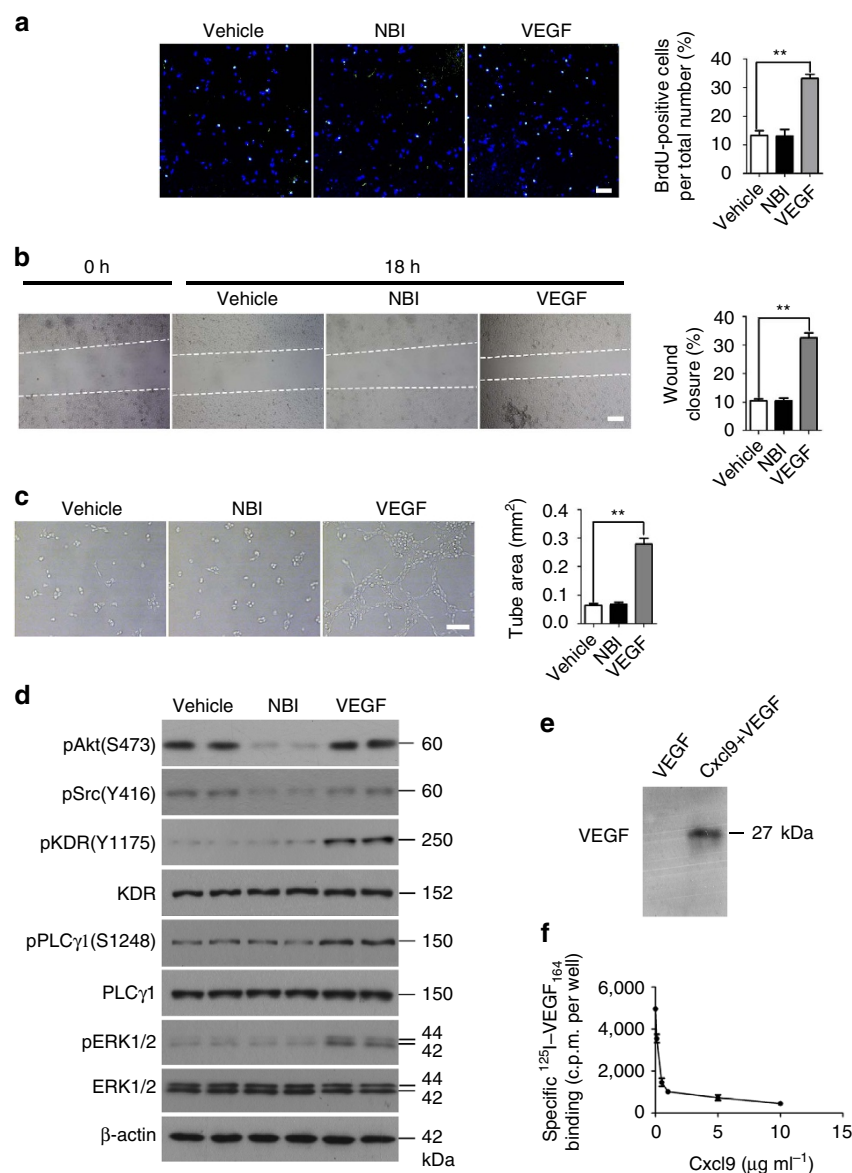 a
Vehicle NBI VEGF
BrdU-positive cells
per total number (%)
40
30
20
10
0
**
Vehicle
NBI
VEGF
b
0 h 18 h
Vehicle NBI VEGF
Wound
closure (%)
40
30
20
10
0
**
Vehicle
NBI
VEGF
c
Vehicle NBI VEGF
Tube area (mm²)
0.4
0.3
0.2
0.1
0.0
**
Vehicle
NBI
VEGF
d
Vehicle NBI VEGF
pAkt(S473) 60
pSrc(Y416) 60
pKDR(Y1175) 250
KDR 152
pPLCγ1(S1248) 150
PLCγ1 150
pERK1/2 44
42
ERK1/2 44
42
β-actin 42
kDa
e
VEGF
Cxcl9+VEGF
VEGF 27 kDa
f
Specific ¹²⁵I–VEGF₁₆₄
binding (c.p.m. per well)
6,000
4,000
2,000
0
0 5 10 15
Cxcl9 (μg ml⁻¹)